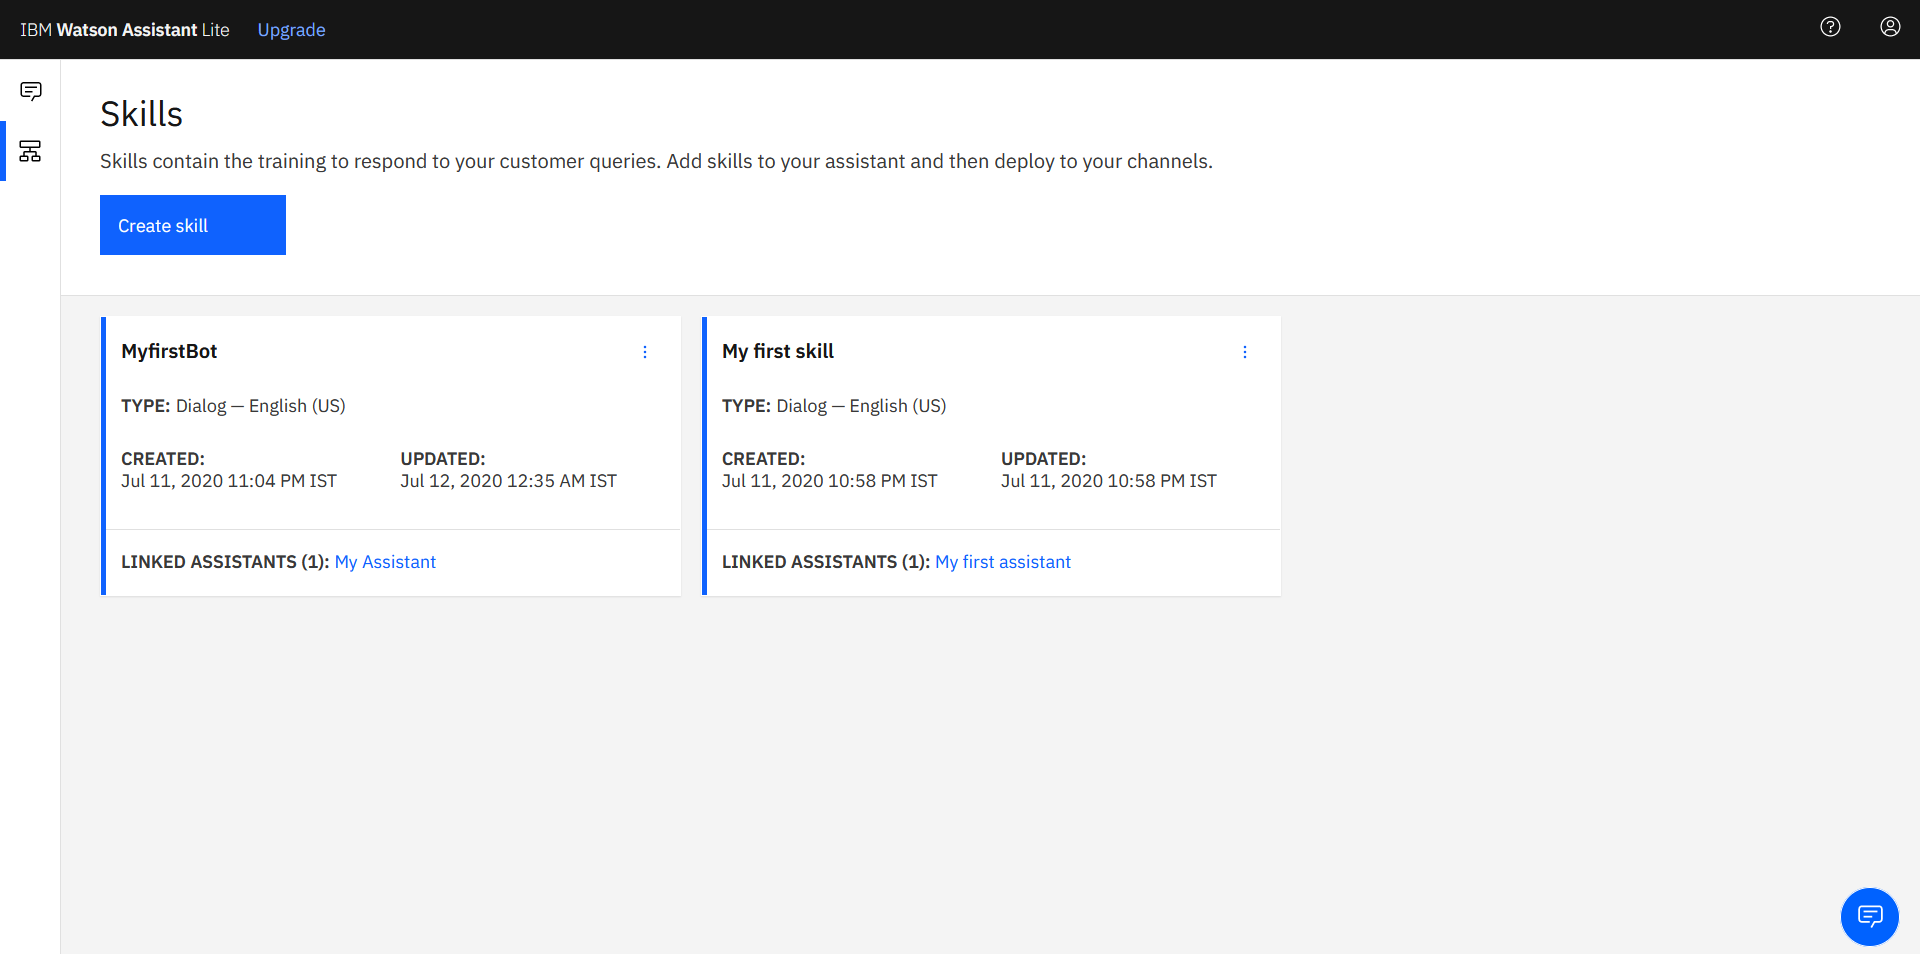 IBM Watson Assistant Lite Upgrade
Skills
Skills contain the training to respond to your customer queries. Add skills to your assistant and then deploy to your channels.
Create skill
MyfirstBot
TYPE: Dialog — English (US)
CREATED:
Jul 11, 2020 11:04 PM IST
UPDATED:
Jul 12, 2020 12:35 AM IST
LINKED ASSISTANTS (1): My Assistant
My first skill
TYPE: Dialog — English (US)
CREATED:
Jul 11, 2020 10:58 PM IST
UPDATED:
Jul 11, 2020 10:58 PM IST
LINKED ASSISTANTS (1): My first assistant